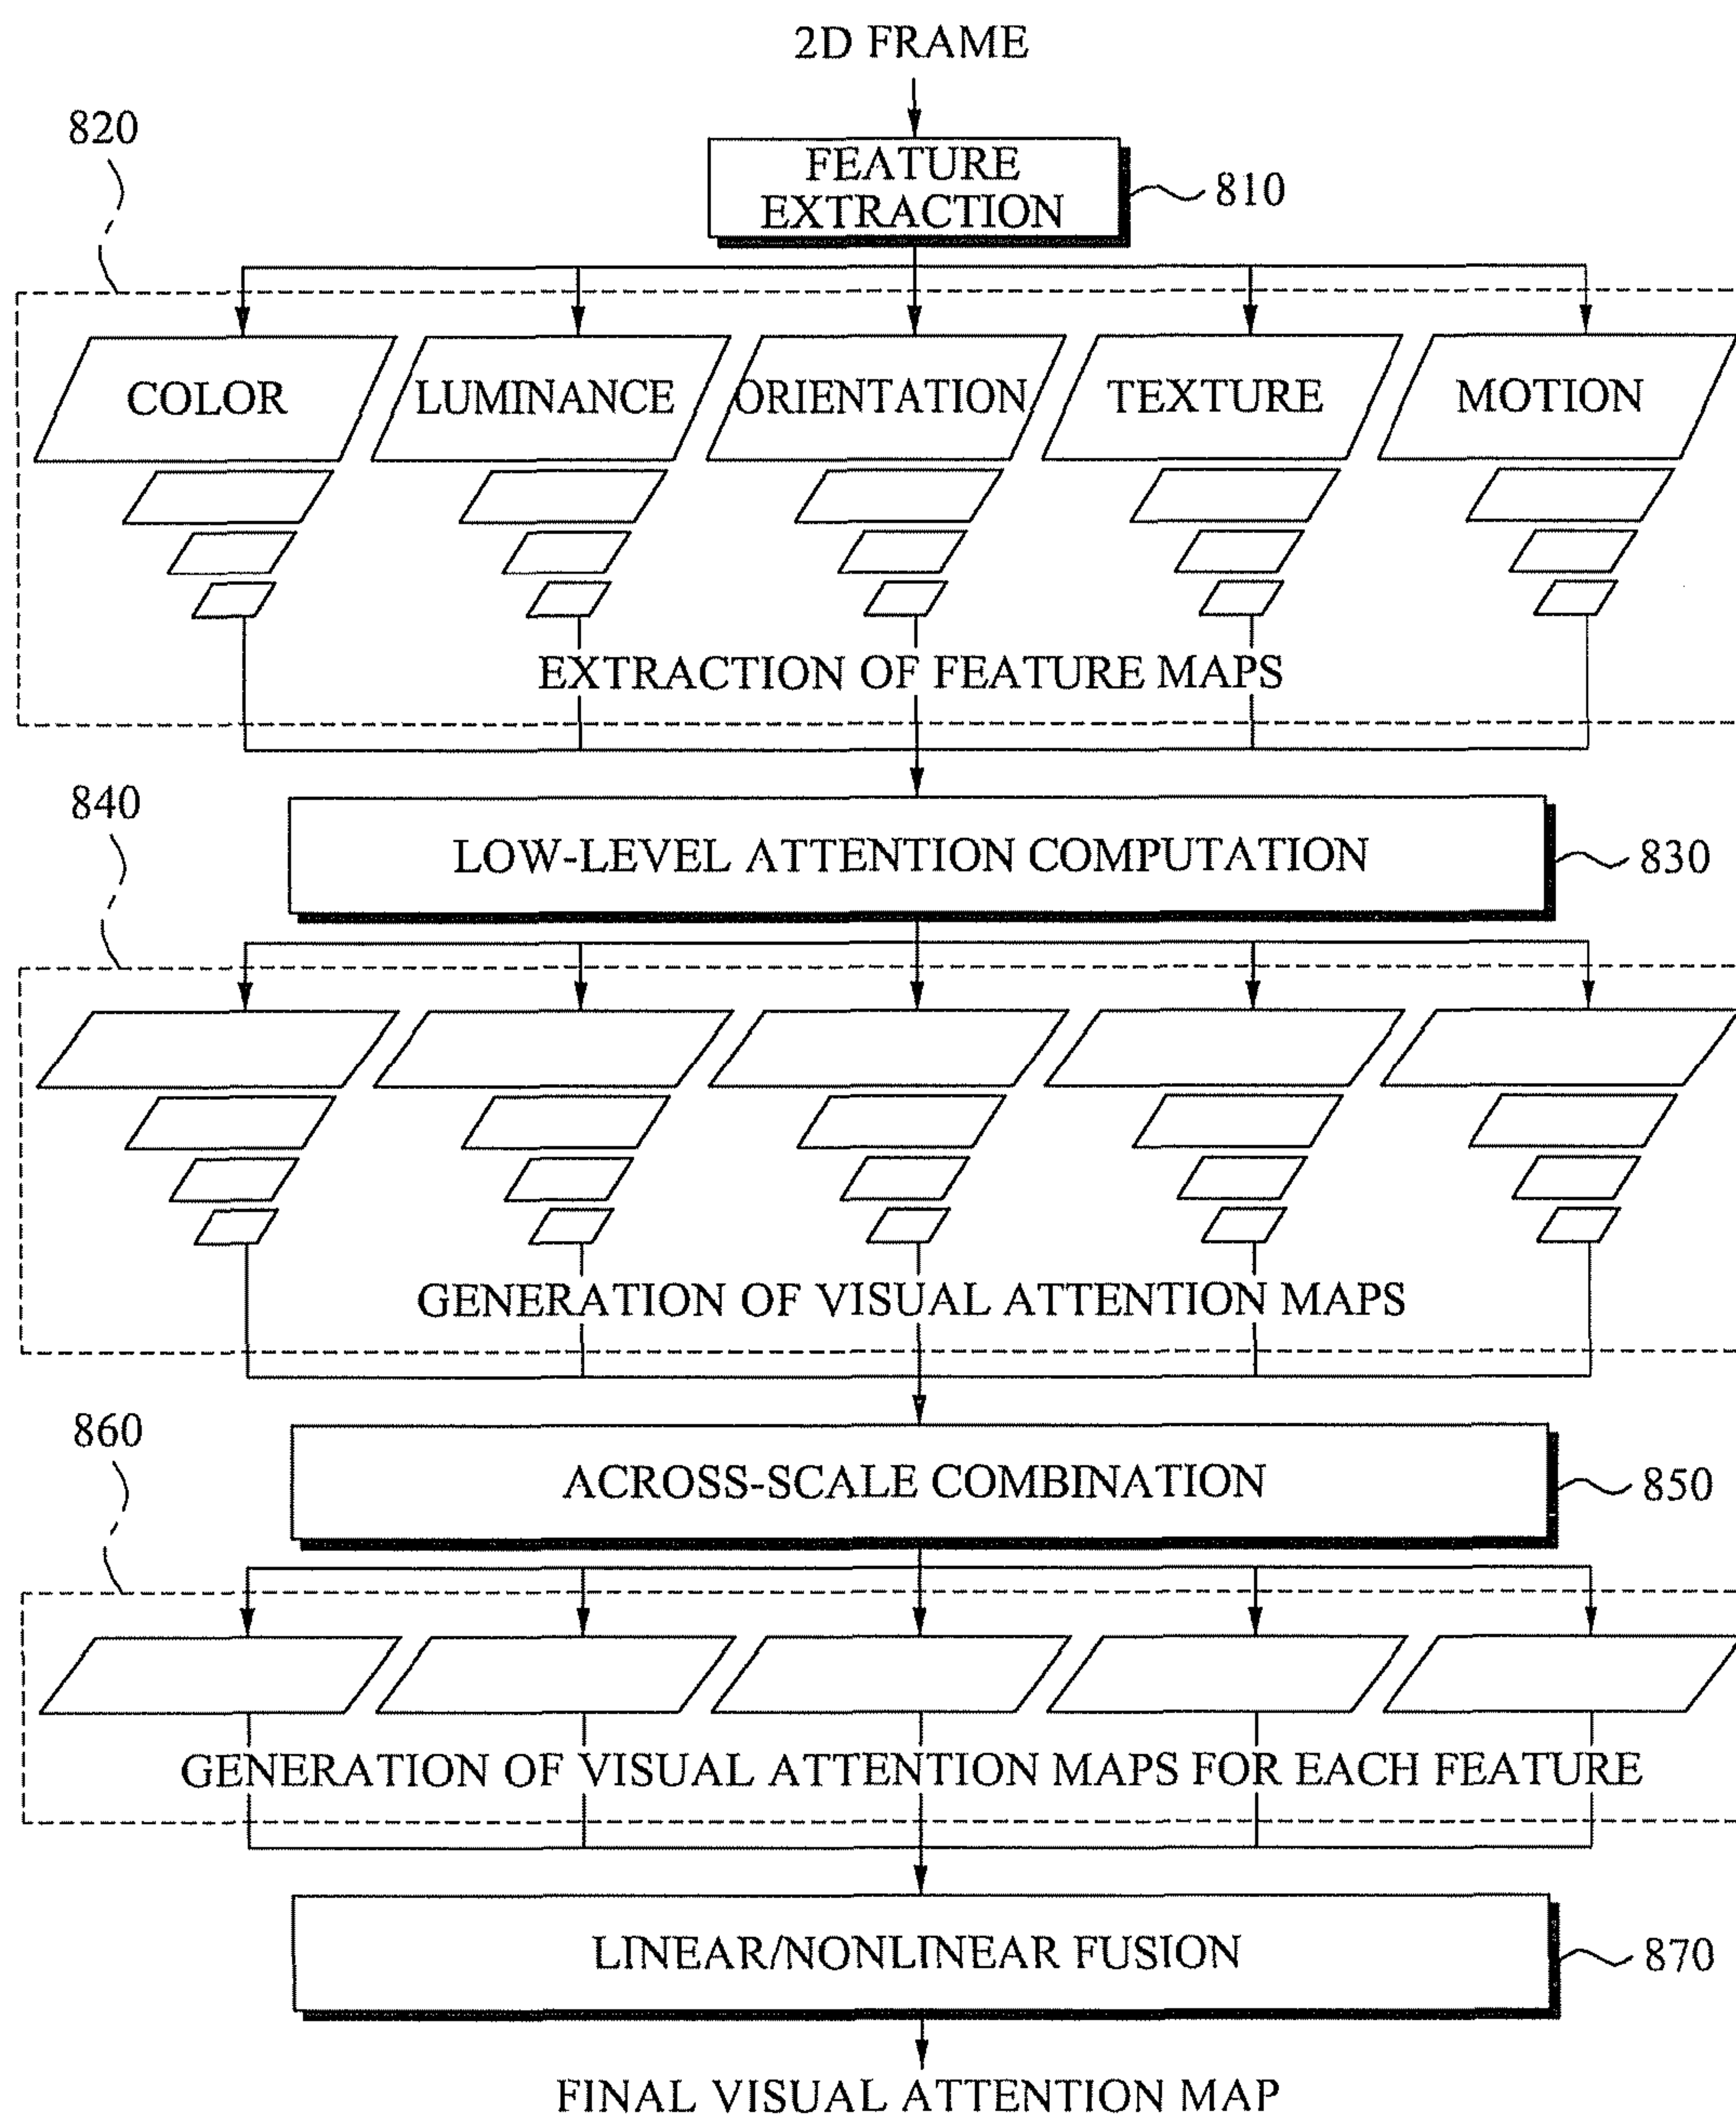 2D FRAME
820
FEATURE
EXTRACTION
810
COLOR
LUMINANCE
ORIENTATION
TEXTURE
MOTION
EXTRACTION OF FEATURE MAPS
840
LOW-LEVEL ATTENTION COMPUTATION
830
GENERATION OF VISUAL ATTENTION MAPS
860
ACROSS-SCALE COMBINATION
850
GENERATION OF VISUAL ATTENTION MAPS FOR EACH FEATURE
LINEAR/NONLINEAR FUSION
870
FINAL VISUAL ATTENTION MAP